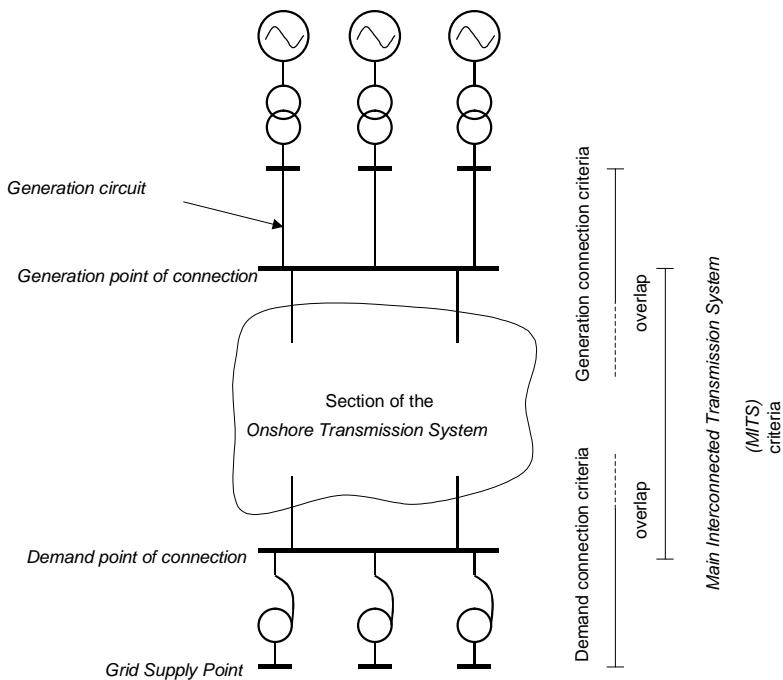 Generation circuit
Generation point of connection
Section of the
Onshore Transmission System
Demand point of connection
Grid Supply Point
Generation connection criteria
overlap
Demand connection criteria
overlap
Main Interconnected Transmission System
(MITS)
criteria